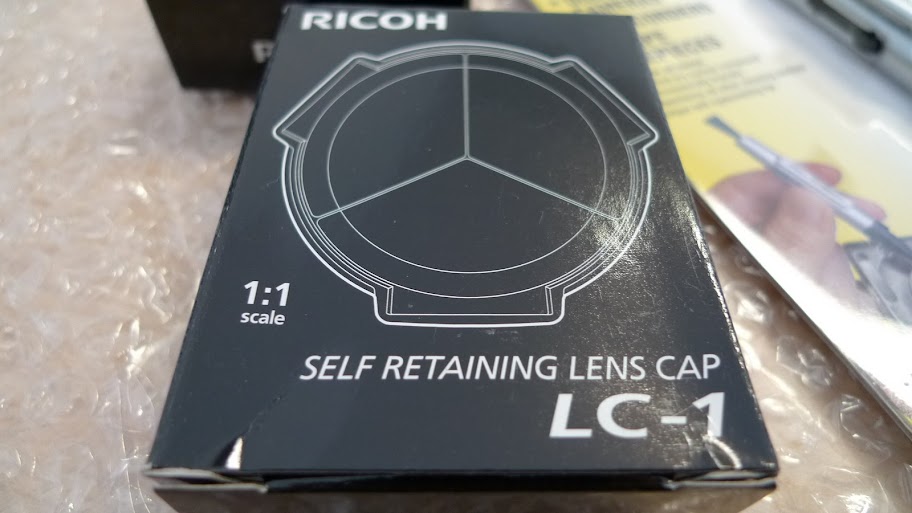 RICOH
1:1
scale
SELF RETAINING LENS CAP
LC-1